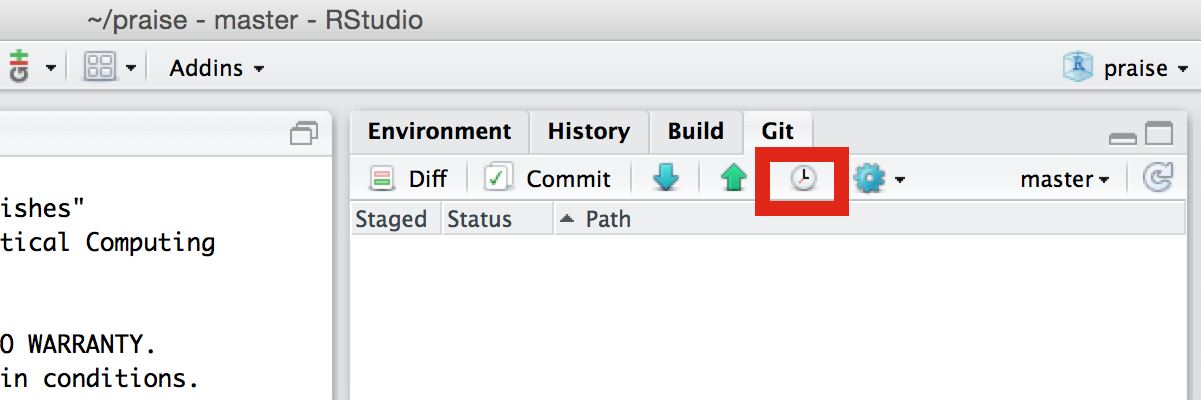 ~/praise - master - RStudio
Addins
praise
Environment History Build Git
Diff Commit master
Staged Status Path
ishes"
tical Computing
O WARRANTY.
in conditions.